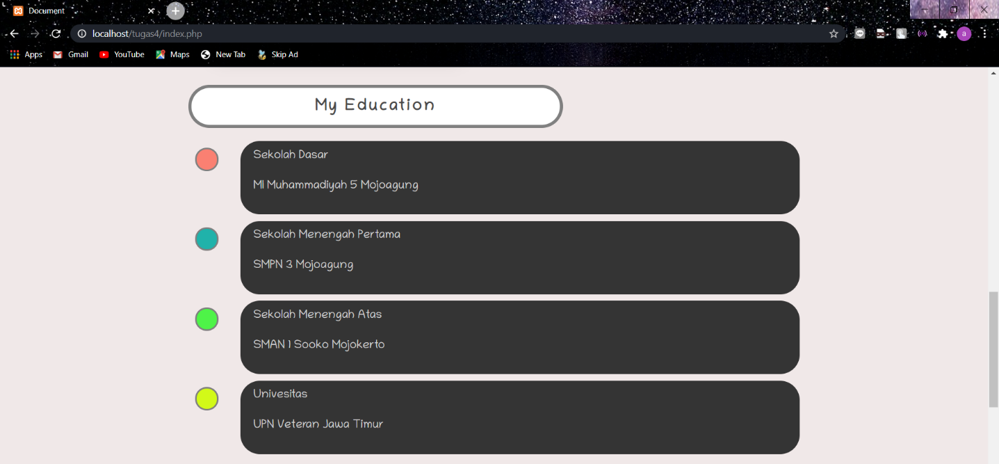 Document
localhost/tugas4/index.php
a
Apps Gmail YouTube Maps New Tab Skip Ad
My Education
Sekolah Dasar
MI Muhammadiyah 5 Mojoagung
Sekolah Menengah Pertama
SMPN 3 Mojoagung
Sekolah Menengah Atas
SMAN 1 Sooko Mojokerto
Univesitas
UPN Veteran Jawa Timur